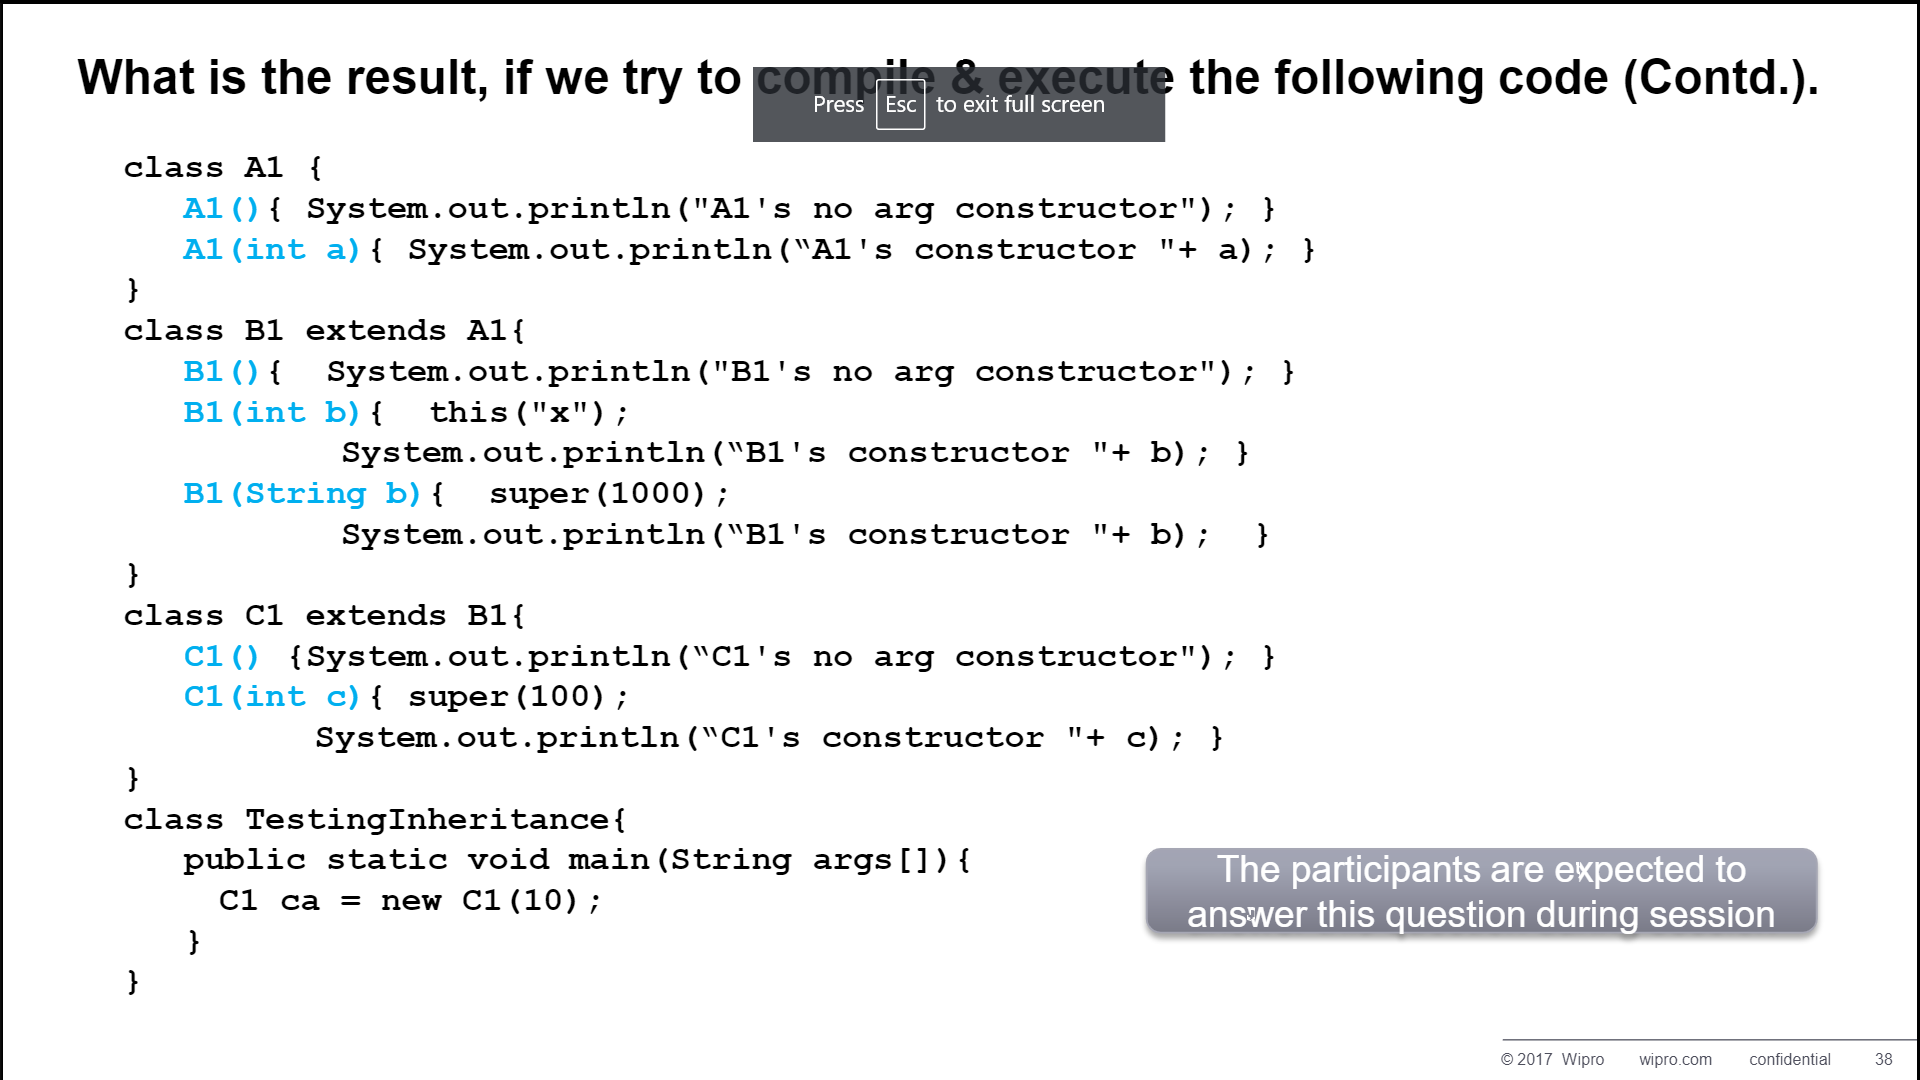 What is the result, if we try to compile & execute the following code (Contd.).
Press Esc to exit full screen
class A1 {
A1(){ System.out.println("A1's no arg constructor"); }
A1(int a){ System.out.println(“A1's constructor "+ a); }
}
class B1 extends A1{
B1(){ System.out.println("B1's no arg constructor"); }
B1(int b){ this("x");
System.out.println(“B1's constructor "+ b); }
B1(String b){ super(1000);
System.out.println(“B1's constructor "+ b); }
}
class C1 extends B1{
C1() {System.out.println(“C1's no arg constructor"); }
C1(int c){ super(100);
System.out.println(“C1's constructor "+ c); }
}
class TestingInheritance{
public static void main(String args[]){
C1 ca = new C1(10);
}
}
The participants are expected to
answer this question during session
© 2017 Wipro wipro.com confidential 38